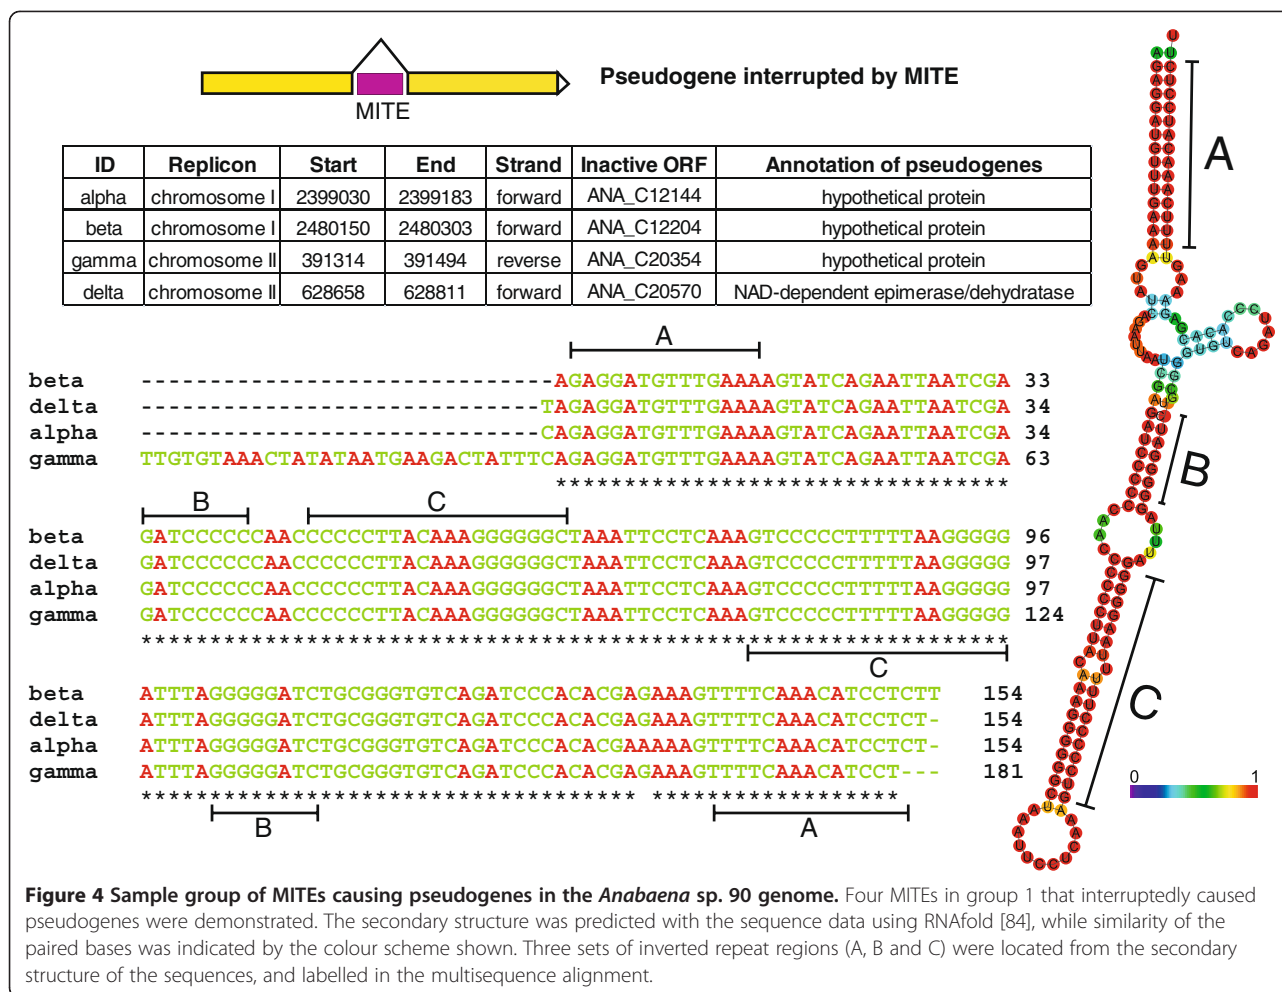 Pseudogene interrupted by MITE
MITE
ID Replicon Start End Strand Inactive ORF Annotation of pseudogenes
alpha chromosome I 2399030 2399183 forward ANA_C12144 hypothetical protein
beta chromosome I 2480150 2480303 forward ANA_C12204 hypothetical protein
gamma chromosome II 391314 391494 reverse ANA_C20354 hypothetical protein
delta chromosome II 628658 628811 forward ANA_C20570 NAD-dependent epimerase/dehydratase
A
beta ------------------------------AGAGGATGTTTGAAAAGTATCAGAATTAATCGA 33
delta -----------------------------TAGAGGATGTTTGAAAAGTATCAGAATTAATCGA 34
alpha -----------------------------CAGAGGATGTTTGAAAAGTATCAGAATTAATCGA 34
gamma TTGTGTAAACTATATAATGAAGACTATTTCAGAGGATGTTTGAAAAGTATCAGAATTAATCGA 63
*********************************
B C
beta GATCCCCCCAACCCCCCTTACAAAGGGGGGCTAAATTCCTCAAAGTCCCCCTTTTTAAGGGGG 96
delta GATCCCCCCAACCCCCCTTACAAAGGGGGGCTAAATTCCTCAAAGTCCCCCTTTTTAAGGGGG 97
alpha GATCCCCCCAACCCCCCTTACAAAGGGGGGCTAAATTCCTCAAAGTCCCCCTTTTTAAGGGGG 97
gamma GATCCCCCCAACCCCCCTTACAAAGGGGGGCTAAATTCCTCAAAGTCCCCCTTTTTAAGGGGG 124
***************************************************************
C
beta ATTTAGGGGGATCTGCGGGTGTCAGATCCCACACGAGAAAGTTTTCAAACATCCTCTT 154
delta ATTTAGGGGGATCTGCGGGTGTCAGATCCCACACGAGAAAGTTTTCAAACATCCTCT- 154
alpha ATTTAGGGGGATCTGCGGGTGTCAGATCCCACACGAAAAAGTTTTCAAACATCCTCT- 154
gamma ATTTAGGGGGATCTGCGGGTGTCAGATCCCACACGAGAAAGTTTTCAAACATCCT--- 181
************************************ ******************
B A
A
B
C
0 1
Figure 4 Sample group of MITEs causing pseudogenes in the Anabaena sp. 90 genome. Four MITEs in group 1 that interruptedly caused
pseudogenes were demonstrated. The secondary structure was predicted with the sequence data using RNAfold [84], while similarity of the
paired bases was indicated by the colour scheme shown. Three sets of inverted repeat regions (A, B and C) were located from the secondary
structure of the sequences, and labelled in the multisequence alignment.